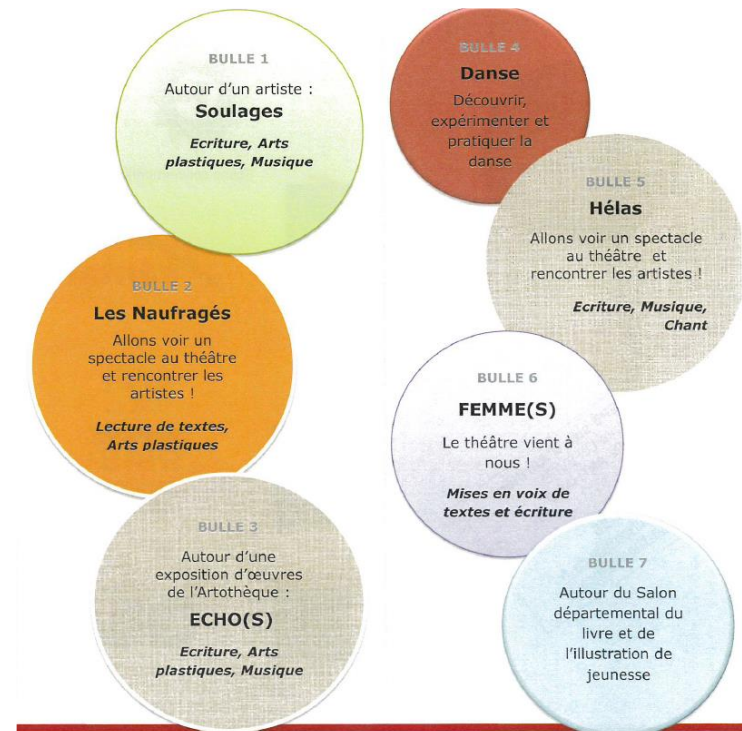 BULLE 1
Autour d'un artiste :
Soulages
Ecriture, Arts
plastiques, Musique
BULLE 2
Les Naufragés
Allons voir un
spectacle au théâtre
et rencontrer les
artistes !
Lecture de textes,
Arts plastiques
BULLE 3
Autour d'une
exposition d'œuvres
de l'Artothèque :
ECHO(S)
Ecriture, Arts
plastiques, Musique
BULLE 4
Danse
Découvrir,
expérimenter et
pratiquer la
danse
BULLE 5
Hélas
Allons voir un spectacle
au théâtre et
rencontrer les artistes !
Ecriture, Musique,
Chant
BULLE 6
FEMME(S)
Le théâtre vient à
nous !
Mises en voix de
textes et écriture
BULLE 7
Autour du Salon
départemental du
livre et de
l'illustration de
jeunesse